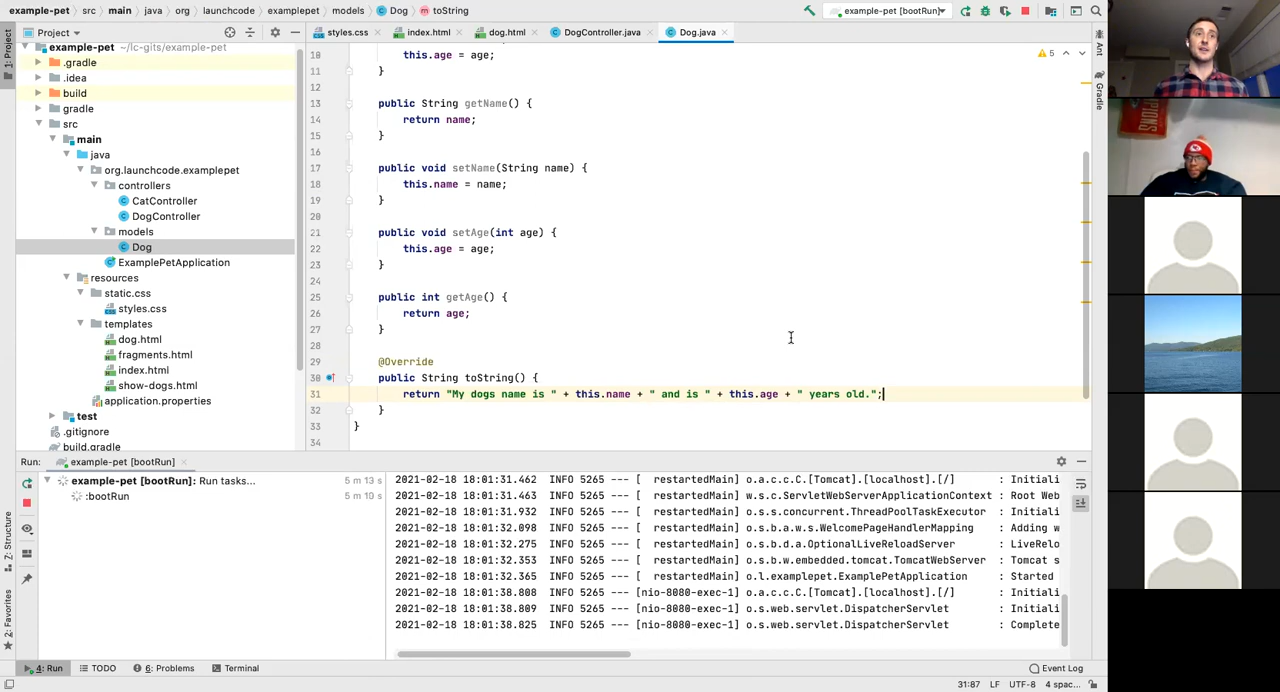 example-pet › src › main › java › org › launchcode › examplepet › models › Dog › toString
example-pet [bootRun]
1: Project
Project
styles.css
index.html
dog.html
DogController.java
Dog.java
Ant
Gradle
example-pet ~/lc-gits/example-pet
.gradle
.idea
build
gradle
src
main
java
org.launchcode.examplepet
controllers
CatController
DogController
models
Dog
ExamplePetApplication
resources
static.css
styles.css
templates
dog.html
fragments.html
index.html
show-dogs.html
application.properties
test
.gitignore
build.gradle
5
10 this.age = age;
11 }
12
13 public String getName() {
14 return name;
15 }
16
17 public void setName(String name) {
18 this.name = name;
19 }
20
21 public void setAge(int age) {
22 this.age = age;
23 }
24
25 public int getAge() {
26 return age;
27 }
28
29 @Override
30 public String toString() {
31 return "My dogs name is " + this.name + " and is " + this.age + " years old.";
32 }
33 }
34
Run: example-pet [bootRun]
example-pet [bootRun]: Run tasks... 5 m 13 s
:bootRun 5 m 10 s
2021-02-18 18:01:31.462 INFO 5265 --- [ restartedMain] o.a.c.c.C.[Tomcat].[localhost].[/] : Initiali
2021-02-18 18:01:31.463 INFO 5265 --- [ restartedMain] w.s.c.ServletWebServerApplicationContext : Root Web
2021-02-18 18:01:31.932 INFO 5265 --- [ restartedMain] o.s.s.concurrent.ThreadPoolTaskExecutor : Initiali
2021-02-18 18:01:32.098 INFO 5265 --- [ restartedMain] o.s.b.a.w.s.WelcomePageHandlerMapping : Adding w
2021-02-18 18:01:32.275 INFO 5265 --- [ restartedMain] o.s.b.d.a.OptionalLiveReloadServer : LiveRelo
2021-02-18 18:01:32.353 INFO 5265 --- [ restartedMain] o.s.b.w.embedded.tomcat.TomcatWebServer : Tomcat s
2021-02-18 18:01:32.365 INFO 5265 --- [ restartedMain] o.l.examplepet.ExamplePetApplication : Started
2021-02-18 18:01:38.808 INFO 5265 --- [nio-8080-exec-1] o.a.c.c.C.[Tomcat].[localhost].[/] : Initiali
2021-02-18 18:01:38.809 INFO 5265 --- [nio-8080-exec-1] o.s.web.servlet.DispatcherServlet : Initiali
2021-02-18 18:01:38.825 INFO 5265 --- [nio-8080-exec-1] o.s.web.servlet.DispatcherServlet : Complete
Z: Structure
2: Favorites
4: Run
TODO
6: Problems
Terminal
Event Log
31:87 LF UTF-8 4 spac...